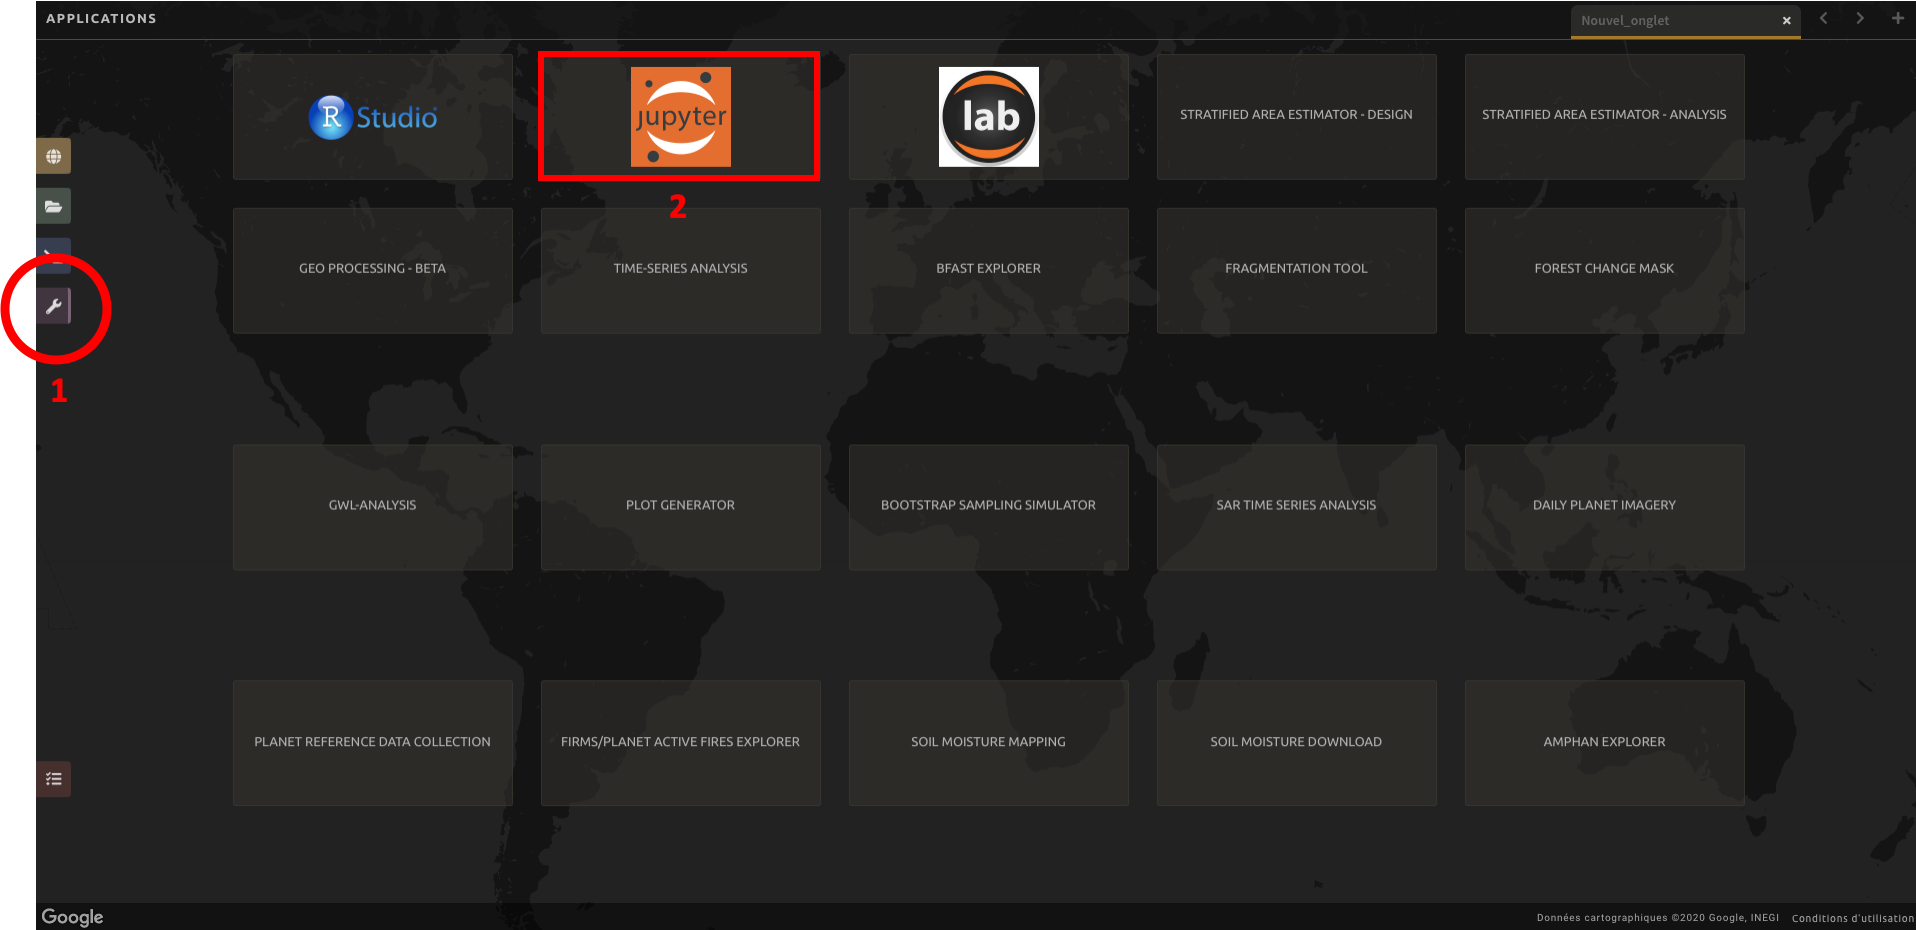 APPLICATIONS
Nouvel_onglet
R Studio
jupyter
lab
STRATIFIED AREA ESTIMATOR - DESIGN
STRATIFIED AREA ESTIMATOR - ANALYSIS
2
GEO PROCESSING - BETA
TIME-SERIES ANALYSIS
BFAST EXPLORER
FRAGMENTATION TOOL
FOREST CHANGE MASK
1
GWL-ANALYSIS
PLOT GENERATOR
BOOTSTRAP SAMPLING SIMULATOR
SAR TIME SERIES ANALYSIS
DAILY PLANET IMAGERY
PLANET REFERENCE DATA COLLECTION
FIRMS/PLANET ACTIVE FIRES EXPLORER
SOIL MOISTURE MAPPING
SOIL MOISTURE DOWNLOAD
AMPHAN EXPLORER
Google
Données cartographiques ©2020 Google, INEGI
Conditions d'utilisation